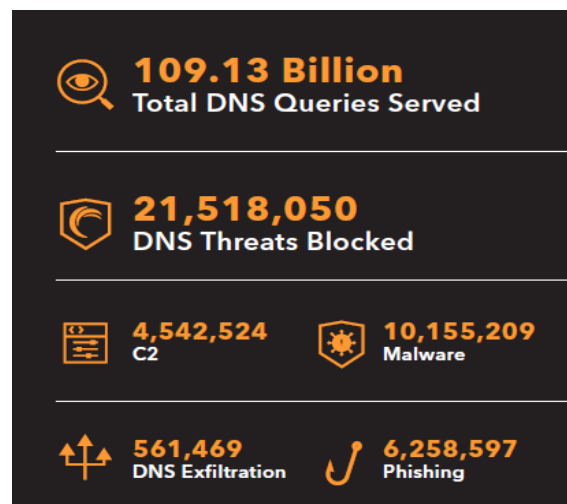 109.13 Billion
Total DNS Queries Served
21,518,050
DNS Threats Blocked
4,542,524
C2
10,155,209
Malware
561,469
DNS Exfiltration
6,258,597
Phishing